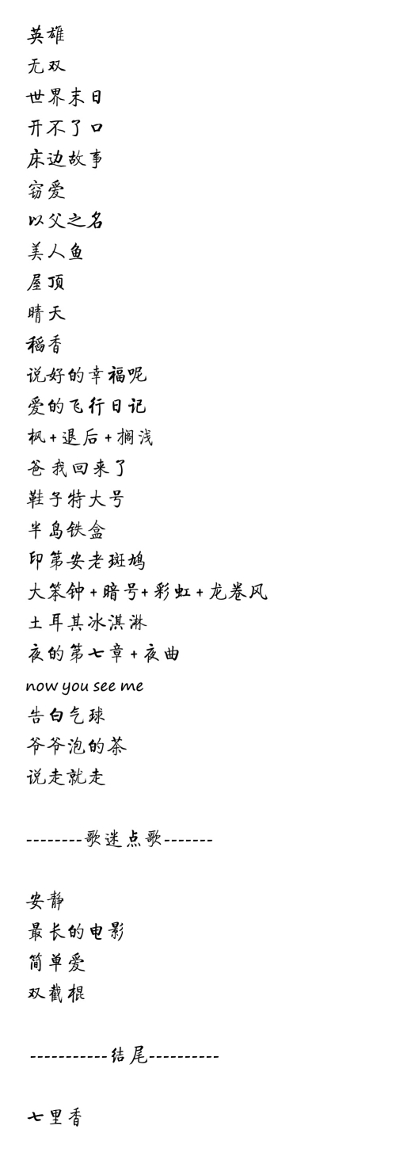 英雄
无双
世界末日
开不了口
床边故事
窃爱
以父之名
美人鱼
屋顶
晴天
稻香
说好的幸福呢
爱的飞行日记
枫+退后+搁浅
爸 我回来了
鞋子特大号
半岛铁盒
印第安老斑鸠
大笨钟+暗号+彩虹+龙卷风
土耳其冰淇淋
夜的第七章+夜曲
now you see me
告白气球
爷爷泡的茶
说走就走
--------歌迷点歌-------
安静
最长的电影
简单爱
双截棍
-----------结尾----------
七里香